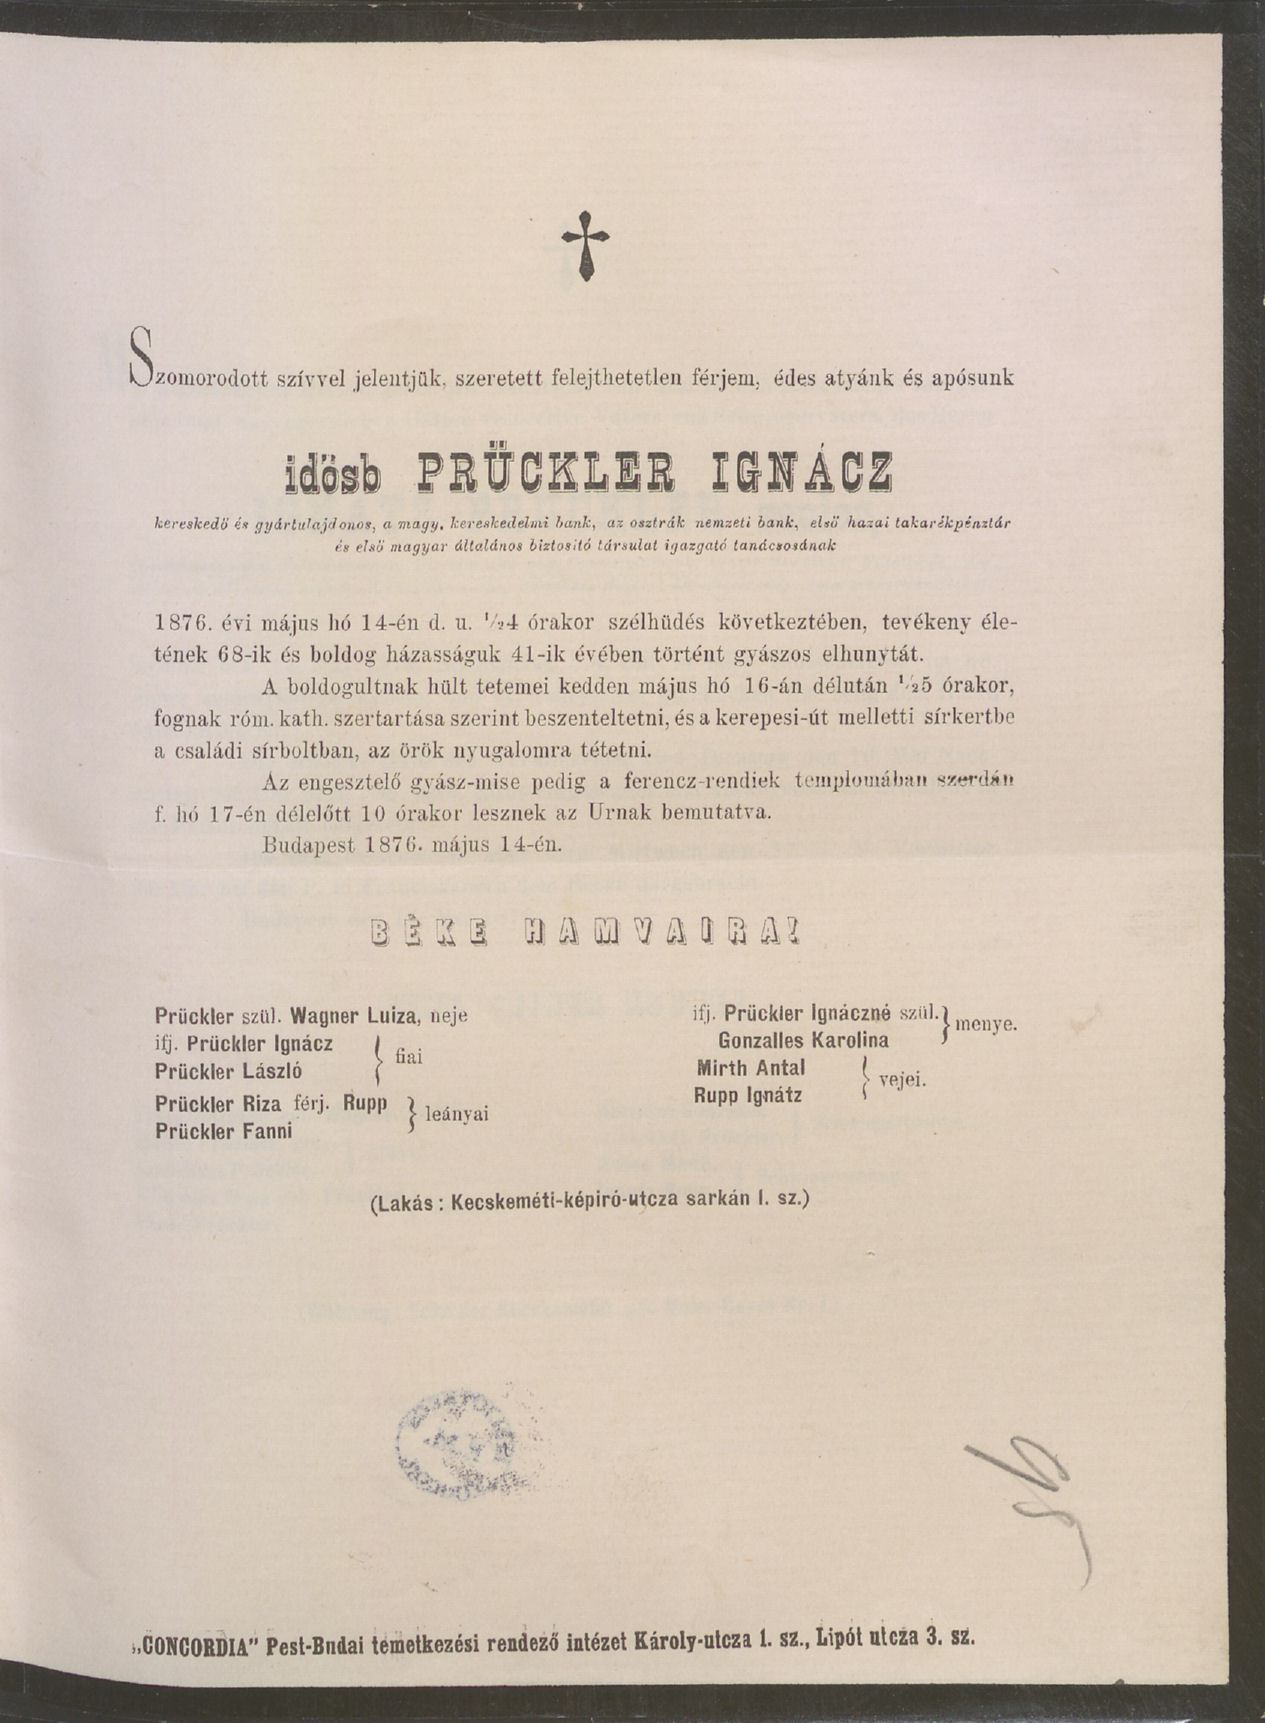 Szomorodott szívvel jelentjük, szeretett felejthetetlen férjem, édes atyánk és apósunk
idősb PRÜCKLER IGNÁCZ
kereskedő és gyártulajdonos, a magy. kereskedelmi bank, az osztrák nemzeti bank, első hazai takarékpénztár
és első magyar általános biztositó társulat igazgató tanácsosának
1876. évi május hó 14-én d. u. ½4 órakor szélhüdés következtében, tevékeny éle-
tének 68-ik és boldog házasságuk 41-ik évében történt gyászos elhunytát.
A boldogultnak hült tetemei kedden május hó 16-án délután ½5 órakor,
fognak róm. kath. szertartása szerint beszenteltetni, és a kerepesi-út melletti sírkertbe
a családi sírboltban, az örök nyugalomra tétetni.
Az engesztelő gyász-mise pedig a ferencz-rendiek templomában szerdán
f. hó 17-én délelőtt 10 órakor lesznek az Urnak bemutatva.
Budapest 1876. május 14-én.
BÉKE HAMVAIRA!
Prückler szül. Wagner Luiza, neje
ifj. Prückler Ignácz
Prückler László } fiai
Prückler Riza férj. Rupp
Prückler Fanni } leányai
ifj. Prückler Ignáczné szül.
Gonzalles Karolina } menye.
Mirth Antal
Rupp Ignátz } vejei.
(Lakás: Kecskeméti-képiró-utcza sarkán I. sz.)
„CONCORDIA" Pest-Budai temetkezési rendező intézet Károly-utcza 1. sz., Lipót utcza 3. sz.